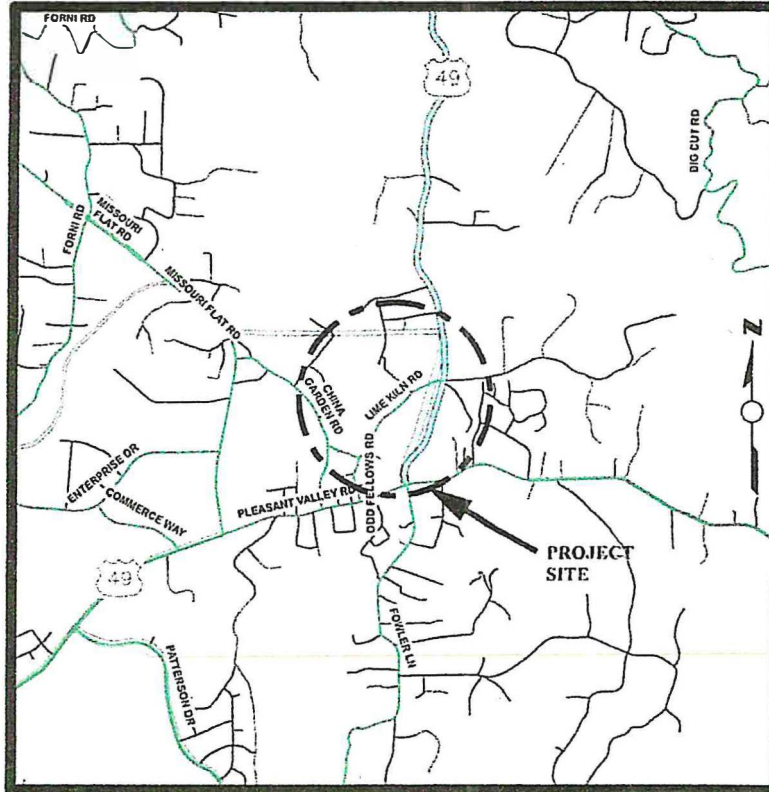 FORNI RD
49
BIG CUT RD
MISSOURI
FLAT RD
FORNI RD
MISSOURI FLAT RD
N
CHINA
GARDEN RD
LIME KILN RD
ENTERPRISE DR
COMMERCE WAY
PLEASANT VALLEY RD
ODD FELLOWS RD
PROJECT
SITE
49
FOWLER LN
PATTERSON DR